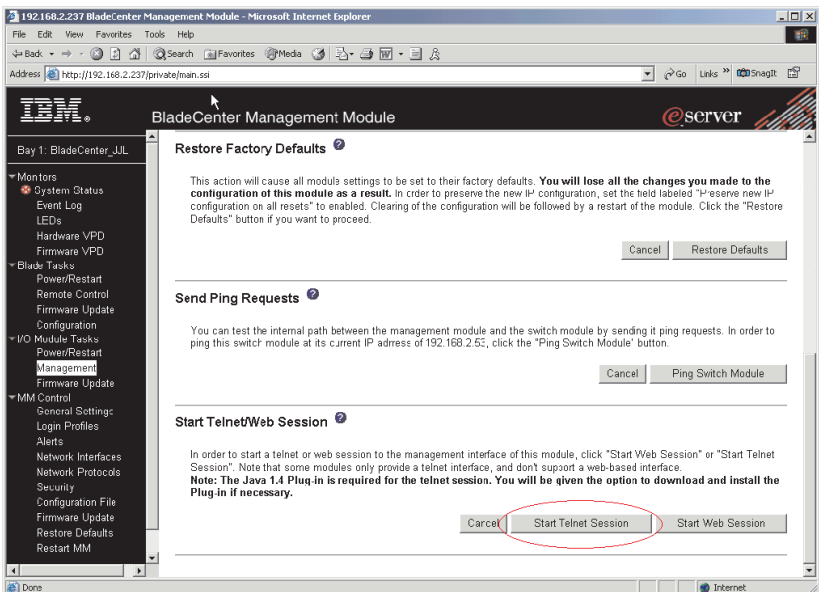 192.168.2.237 BladeCenter Management Module - Microsoft Internet Explorer
File Edit View Favorites Tools Help
Back Search Favorites Media
Address http://192.168.2.237/private/main.ssi Go Links » SnagIt
IBM. BladeCenter Management Module eserver
Bay 1: BladeCenter_JJL
Monitors
System Status
Event Log
LEDs
Hardware VPD
Firmware VPD
Blade Tasks
Power/Restart
Remote Control
Firmware Update
Configuration
I/O Module Tasks
Power/Restart
Management
Firmware Update
MM Control
General Settings
Login Profiles
Alerts
Network Interfaces
Network Protocols
Security
Configuration File
Firmware Update
Restore Defaults
Restart MM
Restore Factory Defaults ?
This action will cause all module settings to be set to their factory defaults. You will lose all the changes you made to the
configuration of this module as a result. In order to preserve the new IP configuration, set the field labeled "Preserve new IP
configuration on all resets" to enabled. Clearing of the configuration will be followed by a restart of the module. Click the "Restore
Defaults" button if you want to proceed.
Cancel Restore Defaults
Send Ping Requests ?
You can test the internal path between the management module and the switch module by sending it ping requests. In order to
ping this switch module at its current IP address of 192.168.2.53, click the "Ping Switch Module" button.
Cancel Ping Switch Module
Start Telnet/Web Session ?
In order to start a telnet or web session to the management interface of this module, click "Start Web Session" or "Start Telnet
Session". Note that some modules only provide a telnet interface, and don't support a web-based interface.
Note: The Java 1.4 Plug-in is required for the telnet session. You will be given the option to download and install the
Plug-in if necessary.
Cancel Start Telnet Session Start Web Session
Done Internet